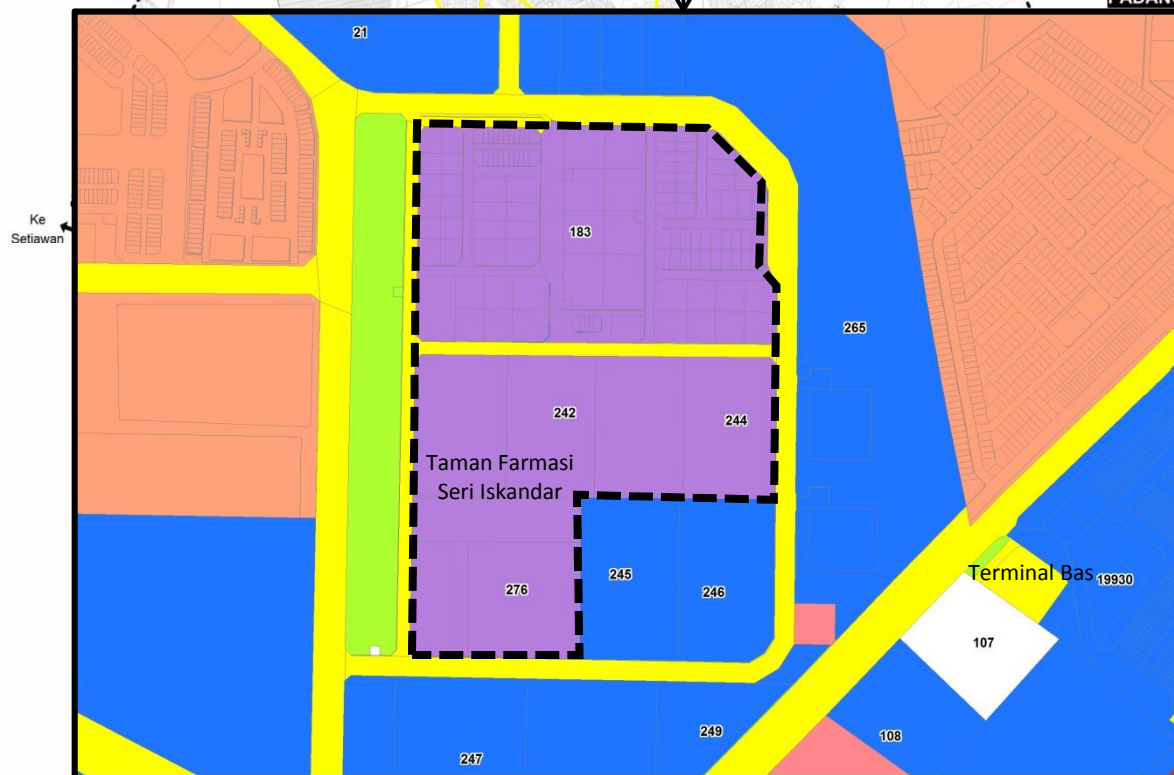 PADANG
21
Ke
Setiawan
183
265
242
244
Taman Farmasi
Seri Iskandar
276
245
246
Terminal Bas
19930
107
249
108
247